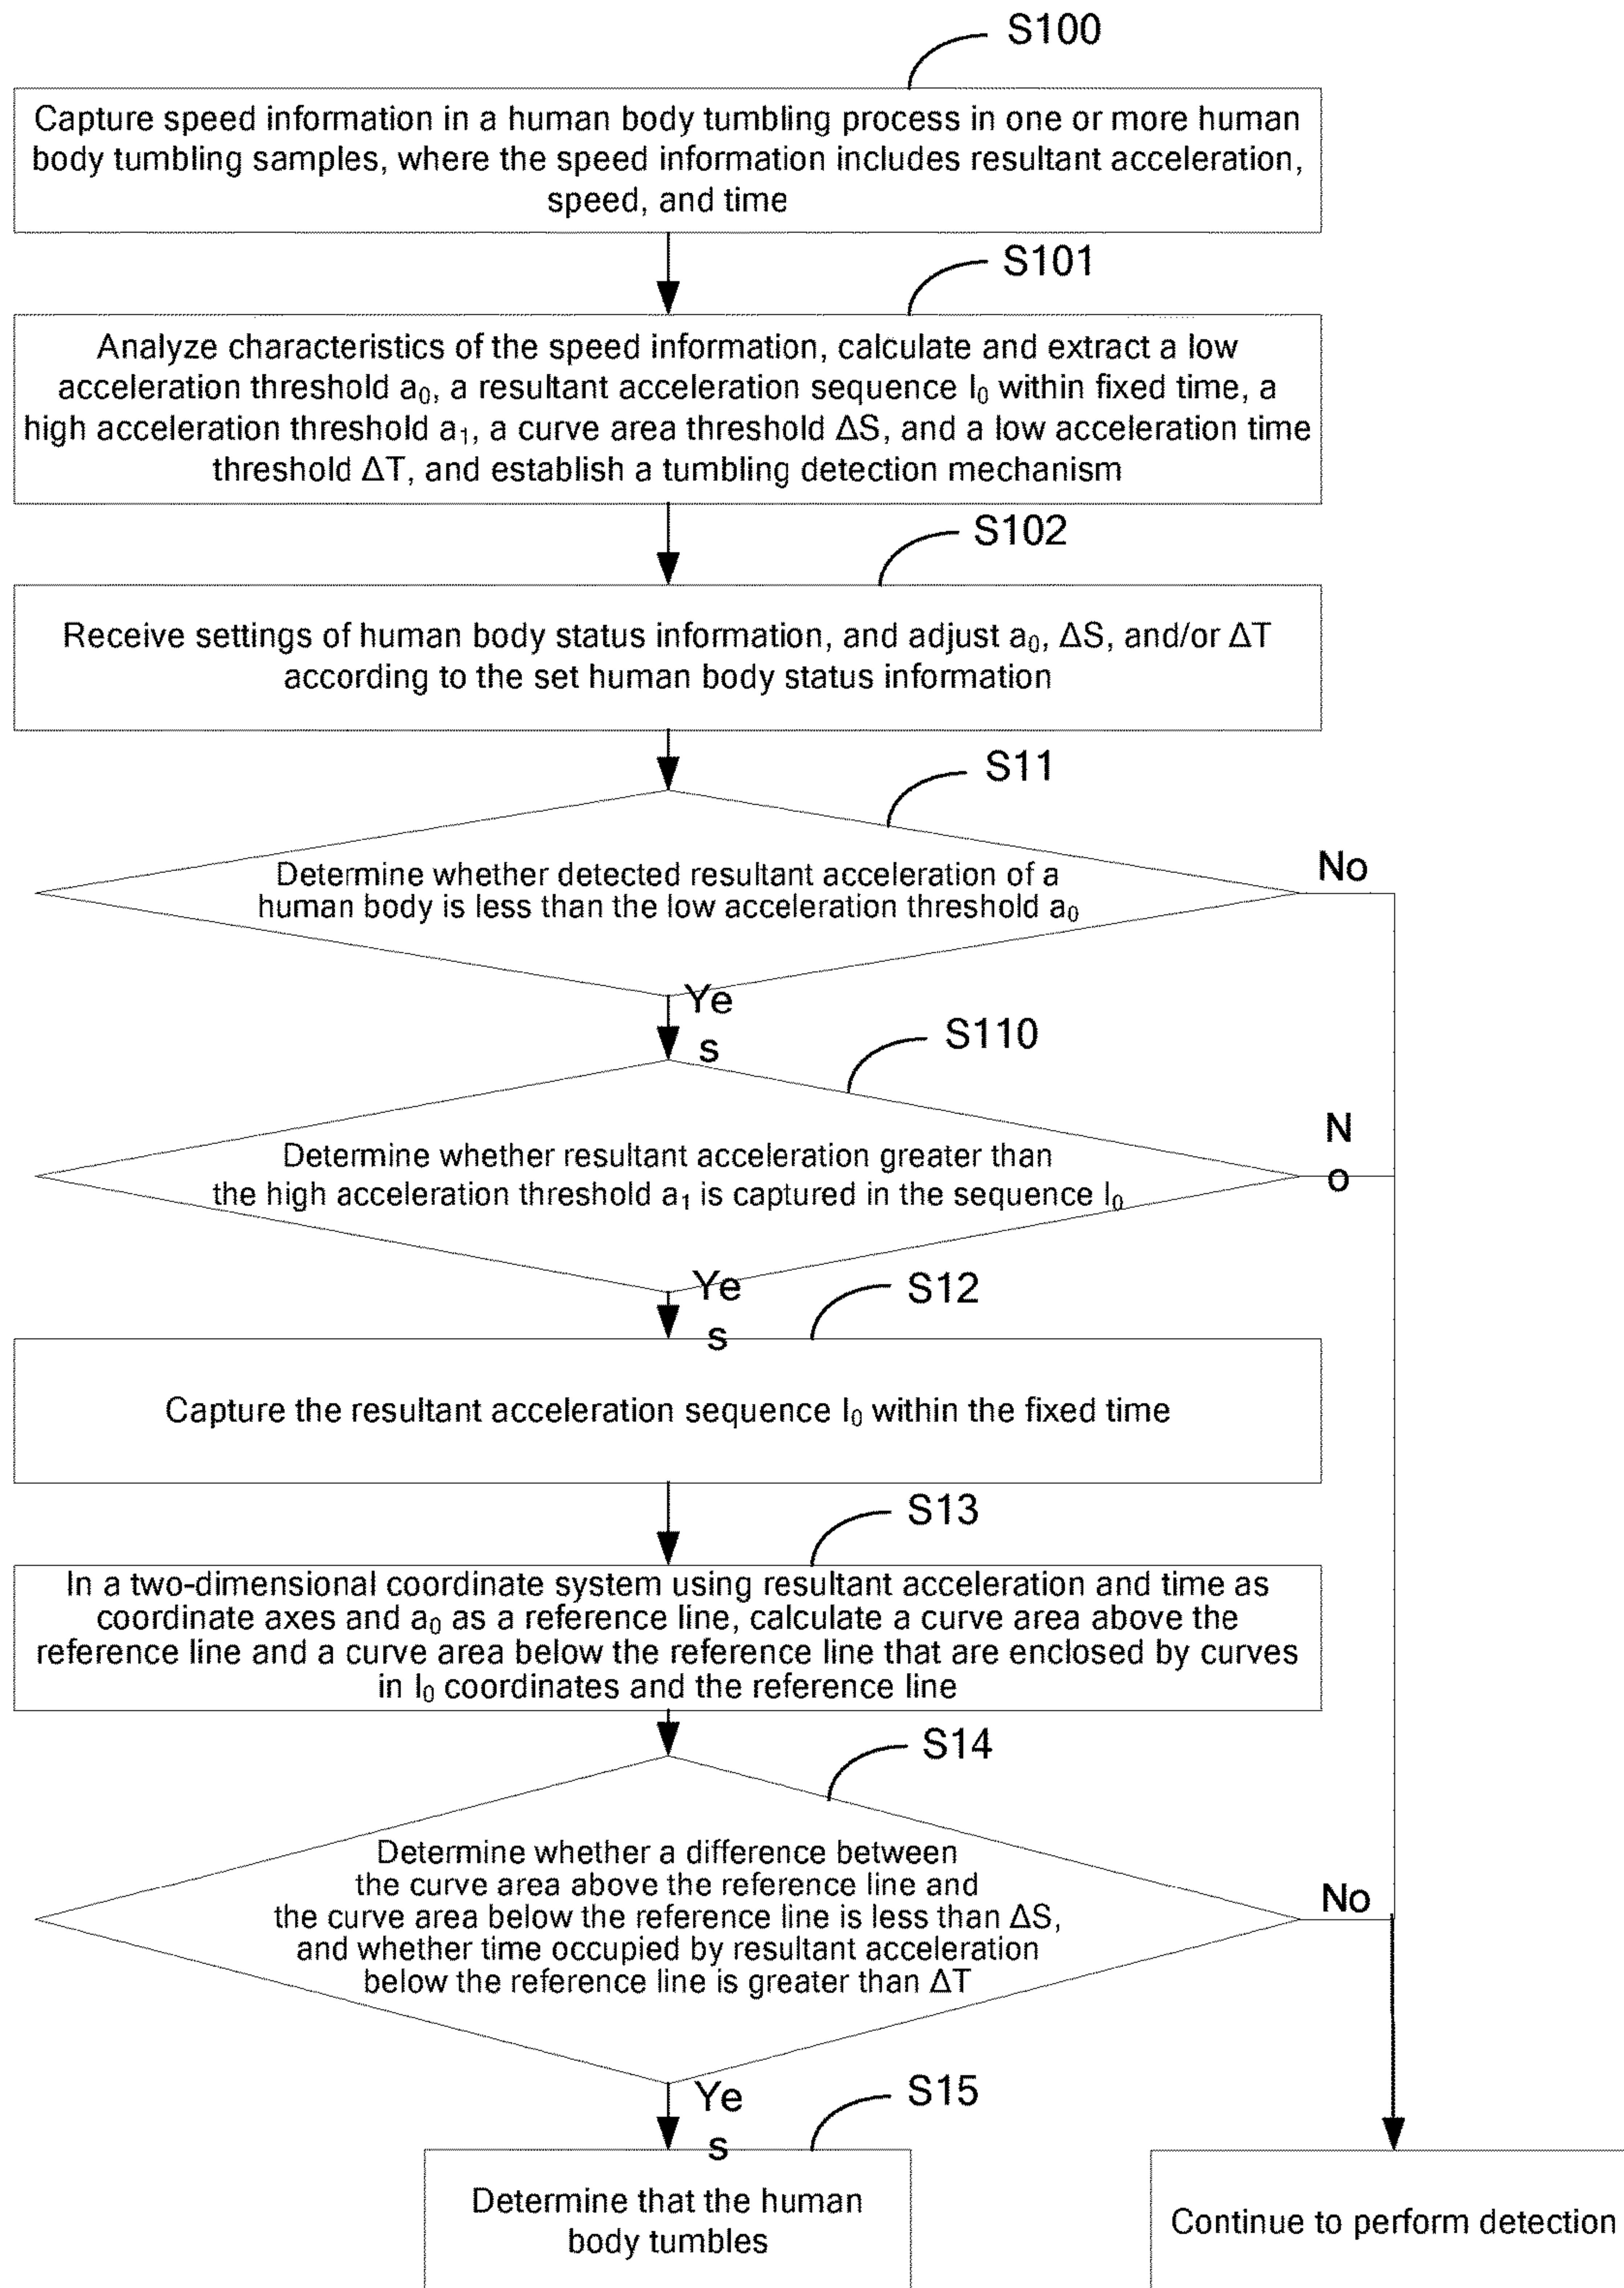 S100
Capture speed information in a human body tumbling process in one or more human
body tumbling samples, where the speed information includes resultant acceleration,
speed, and time
S101
Analyze characteristics of the speed information, calculate and extract a low
acceleration threshold a₀, a resultant acceleration sequence I₀ within fixed time, a
high acceleration threshold a₁, a curve area threshold ΔS, and a low acceleration time
threshold ΔT, and establish a tumbling detection mechanism
S102
Receive settings of human body status information, and adjust a₀, ΔS, and/or ΔT
according to the set human body status information
S11
Determine whether detected resultant acceleration of a
human body is less than the low acceleration threshold a₀
No
Ye
s
S110
Determine whether resultant acceleration greater than
the high acceleration threshold a₁ is captured in the sequence I₀
N
o
Ye
s
S12
Capture the resultant acceleration sequence I₀ within the fixed time
S13
In a two-dimensional coordinate system using resultant acceleration and time as
coordinate axes and a₀ as a reference line, calculate a curve area above the
reference line and a curve area below the reference line that are enclosed by curves
in I₀ coordinates and the reference line
S14
Determine whether a difference between
the curve area above the reference line and
the curve area below the reference line is less than ΔS,
and whether time occupied by resultant acceleration
below the reference line is greater than ΔT
No
Ye
s
S15
Determine that the human
body tumbles
Continue to perform detection